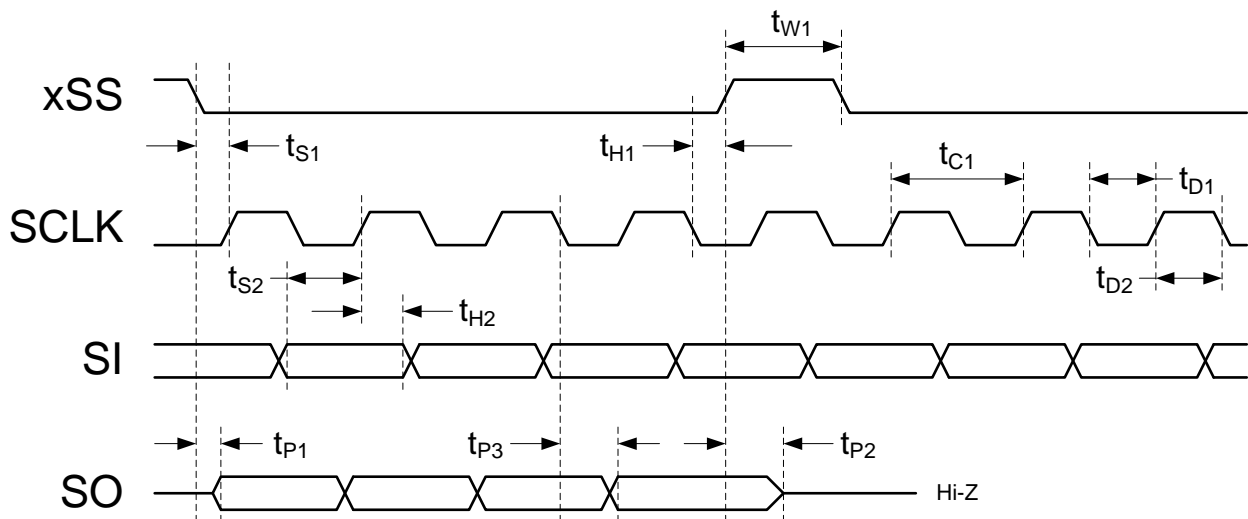 tW1
xSS
tS1
tH1
tC1
tD1
SCLK
tS2
tD2
tH2
SI
tP1
tP3
tP2
SO
Hi-Z